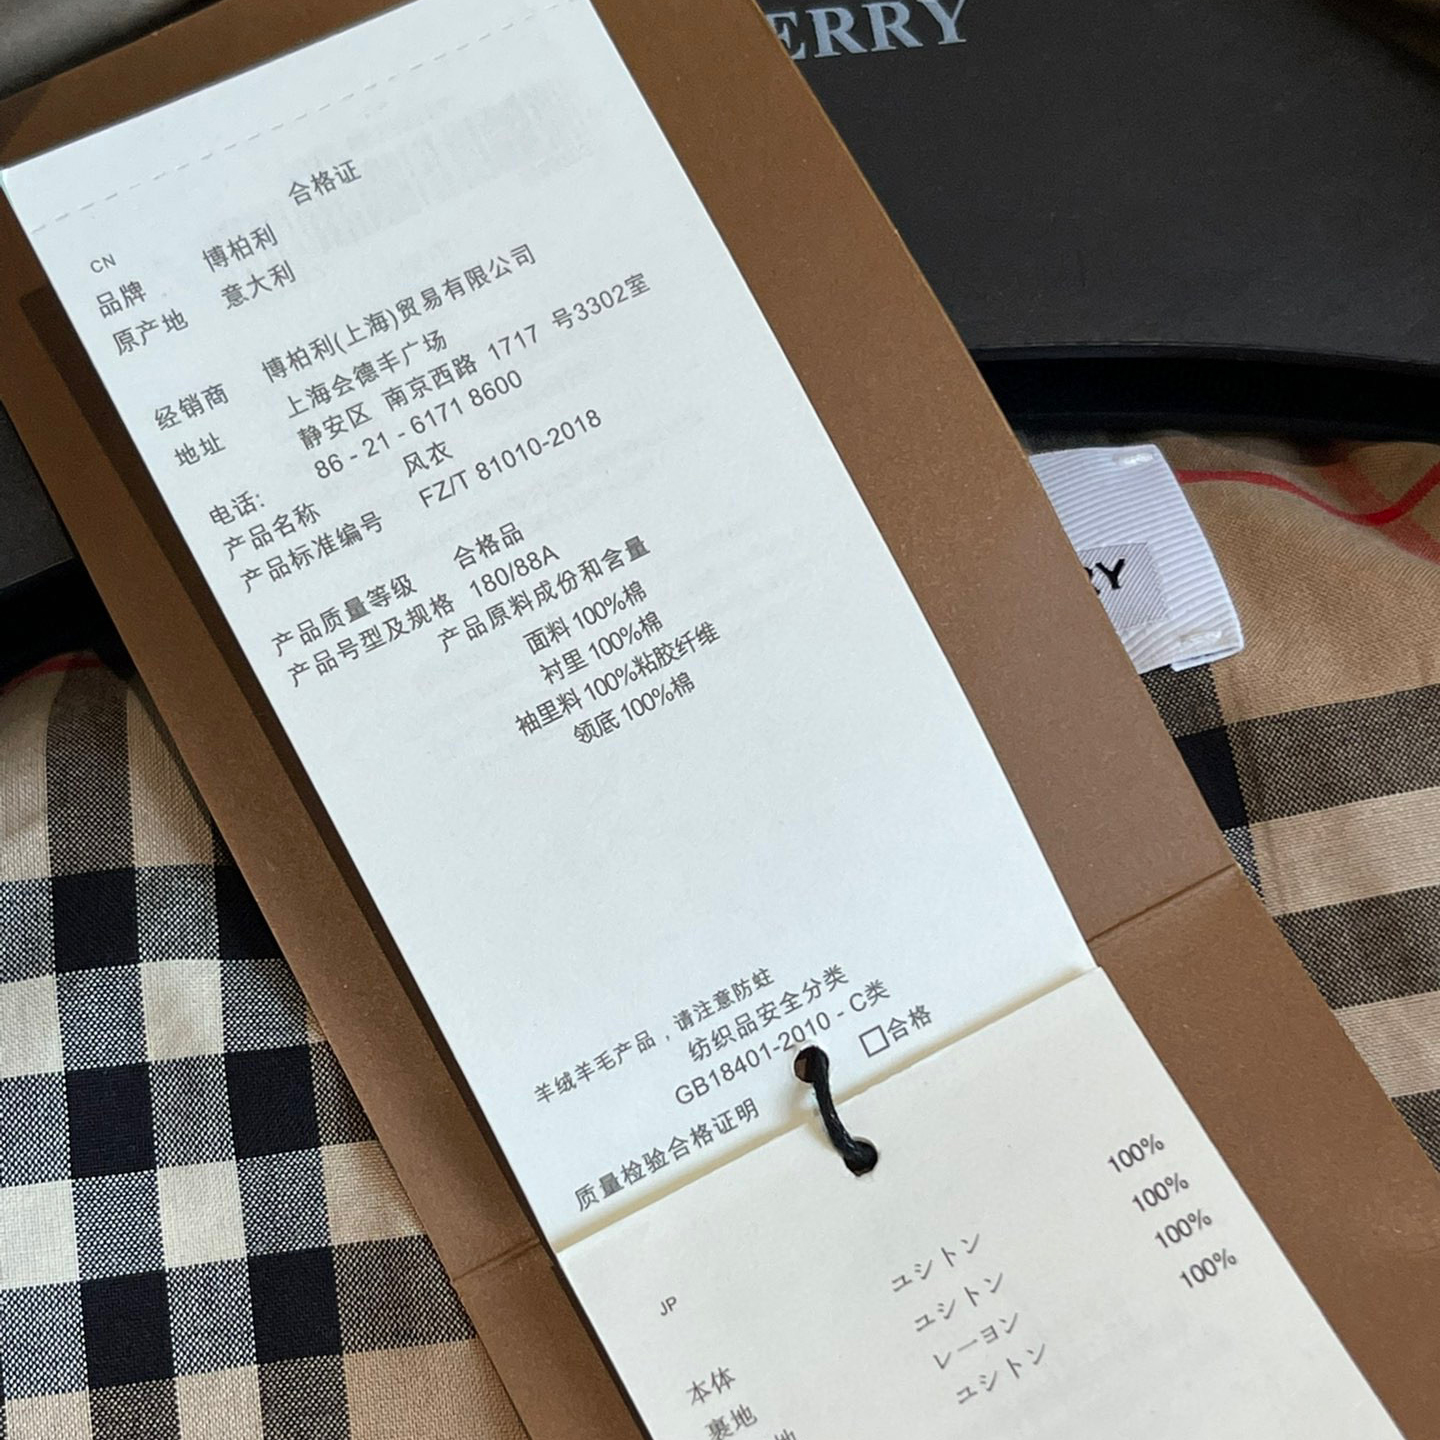 ERRY
合格证
CN
品牌 博柏利
原产地 意大利
经销商 博柏利(上海)贸易有限公司
地址 上海会德丰广场
静安区 南京西路 1717 号3302室
电话: 86 - 21 - 6171 8600
产品名称 风衣
产品标准编号 FZ/T 81010-2018
产品质量等级 合格品
产品号型及规格 180/88A
产品原料成份和含量
面料 100%棉
衬里 100%棉
袖里料 100%粘胶纤维
领底 100%棉
RY
羊绒羊毛产品，请注意防蛀
纺织品安全分类
GB18401-2010 - C类
质量检验合格证明 □合格
JP
本体 ユシトン 100%
裏地 ユシトン 100%
地 レーヨン 100%
ユシトン 100%